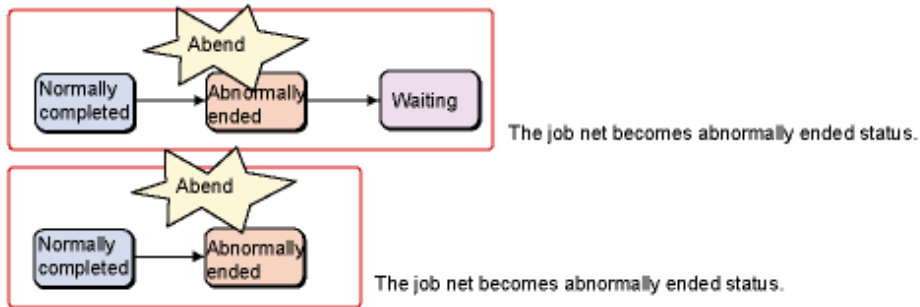 Abend
Normally
completed
Abnormally
ended
Waiting
The job net becomes abnormally ended status.
Abend
Normally
completed
Abnormally
ended
The job net becomes abnormally ended status.